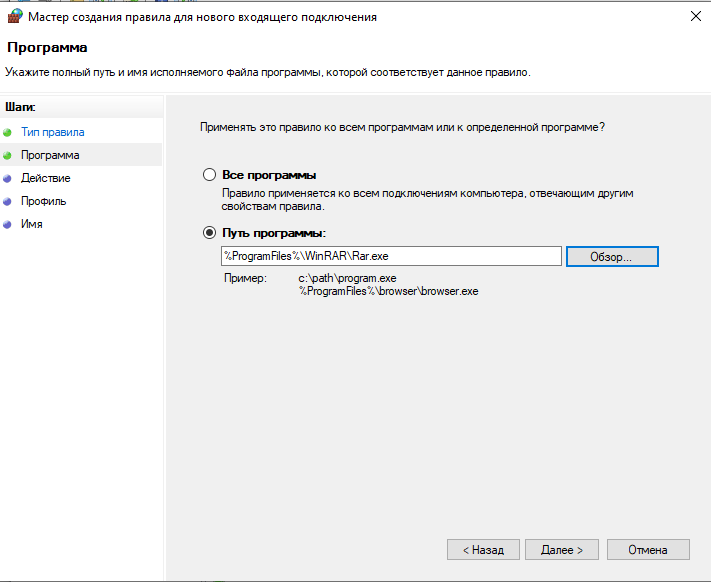 Мастер создания правила для нового входящего подключения
Программа
Укажите полный путь и имя исполняемого файла программы, которой соответствует данное правило.
Шаги:
Тип правила
Программа
Действие
Профиль
Имя
Применять это правило ко всем программам или к определенной программе?
Все программы
Правило применяется ко всем подключениям компьютера, отвечающим другим
свойствам правила.
Путь программы:
%ProgramFiles%\WinRAR\Rar.exe
Обзор...
Пример:
c:\path\program.exe
%ProgramFiles%\browser\browser.exe
< Назад
Далее >
Отмена